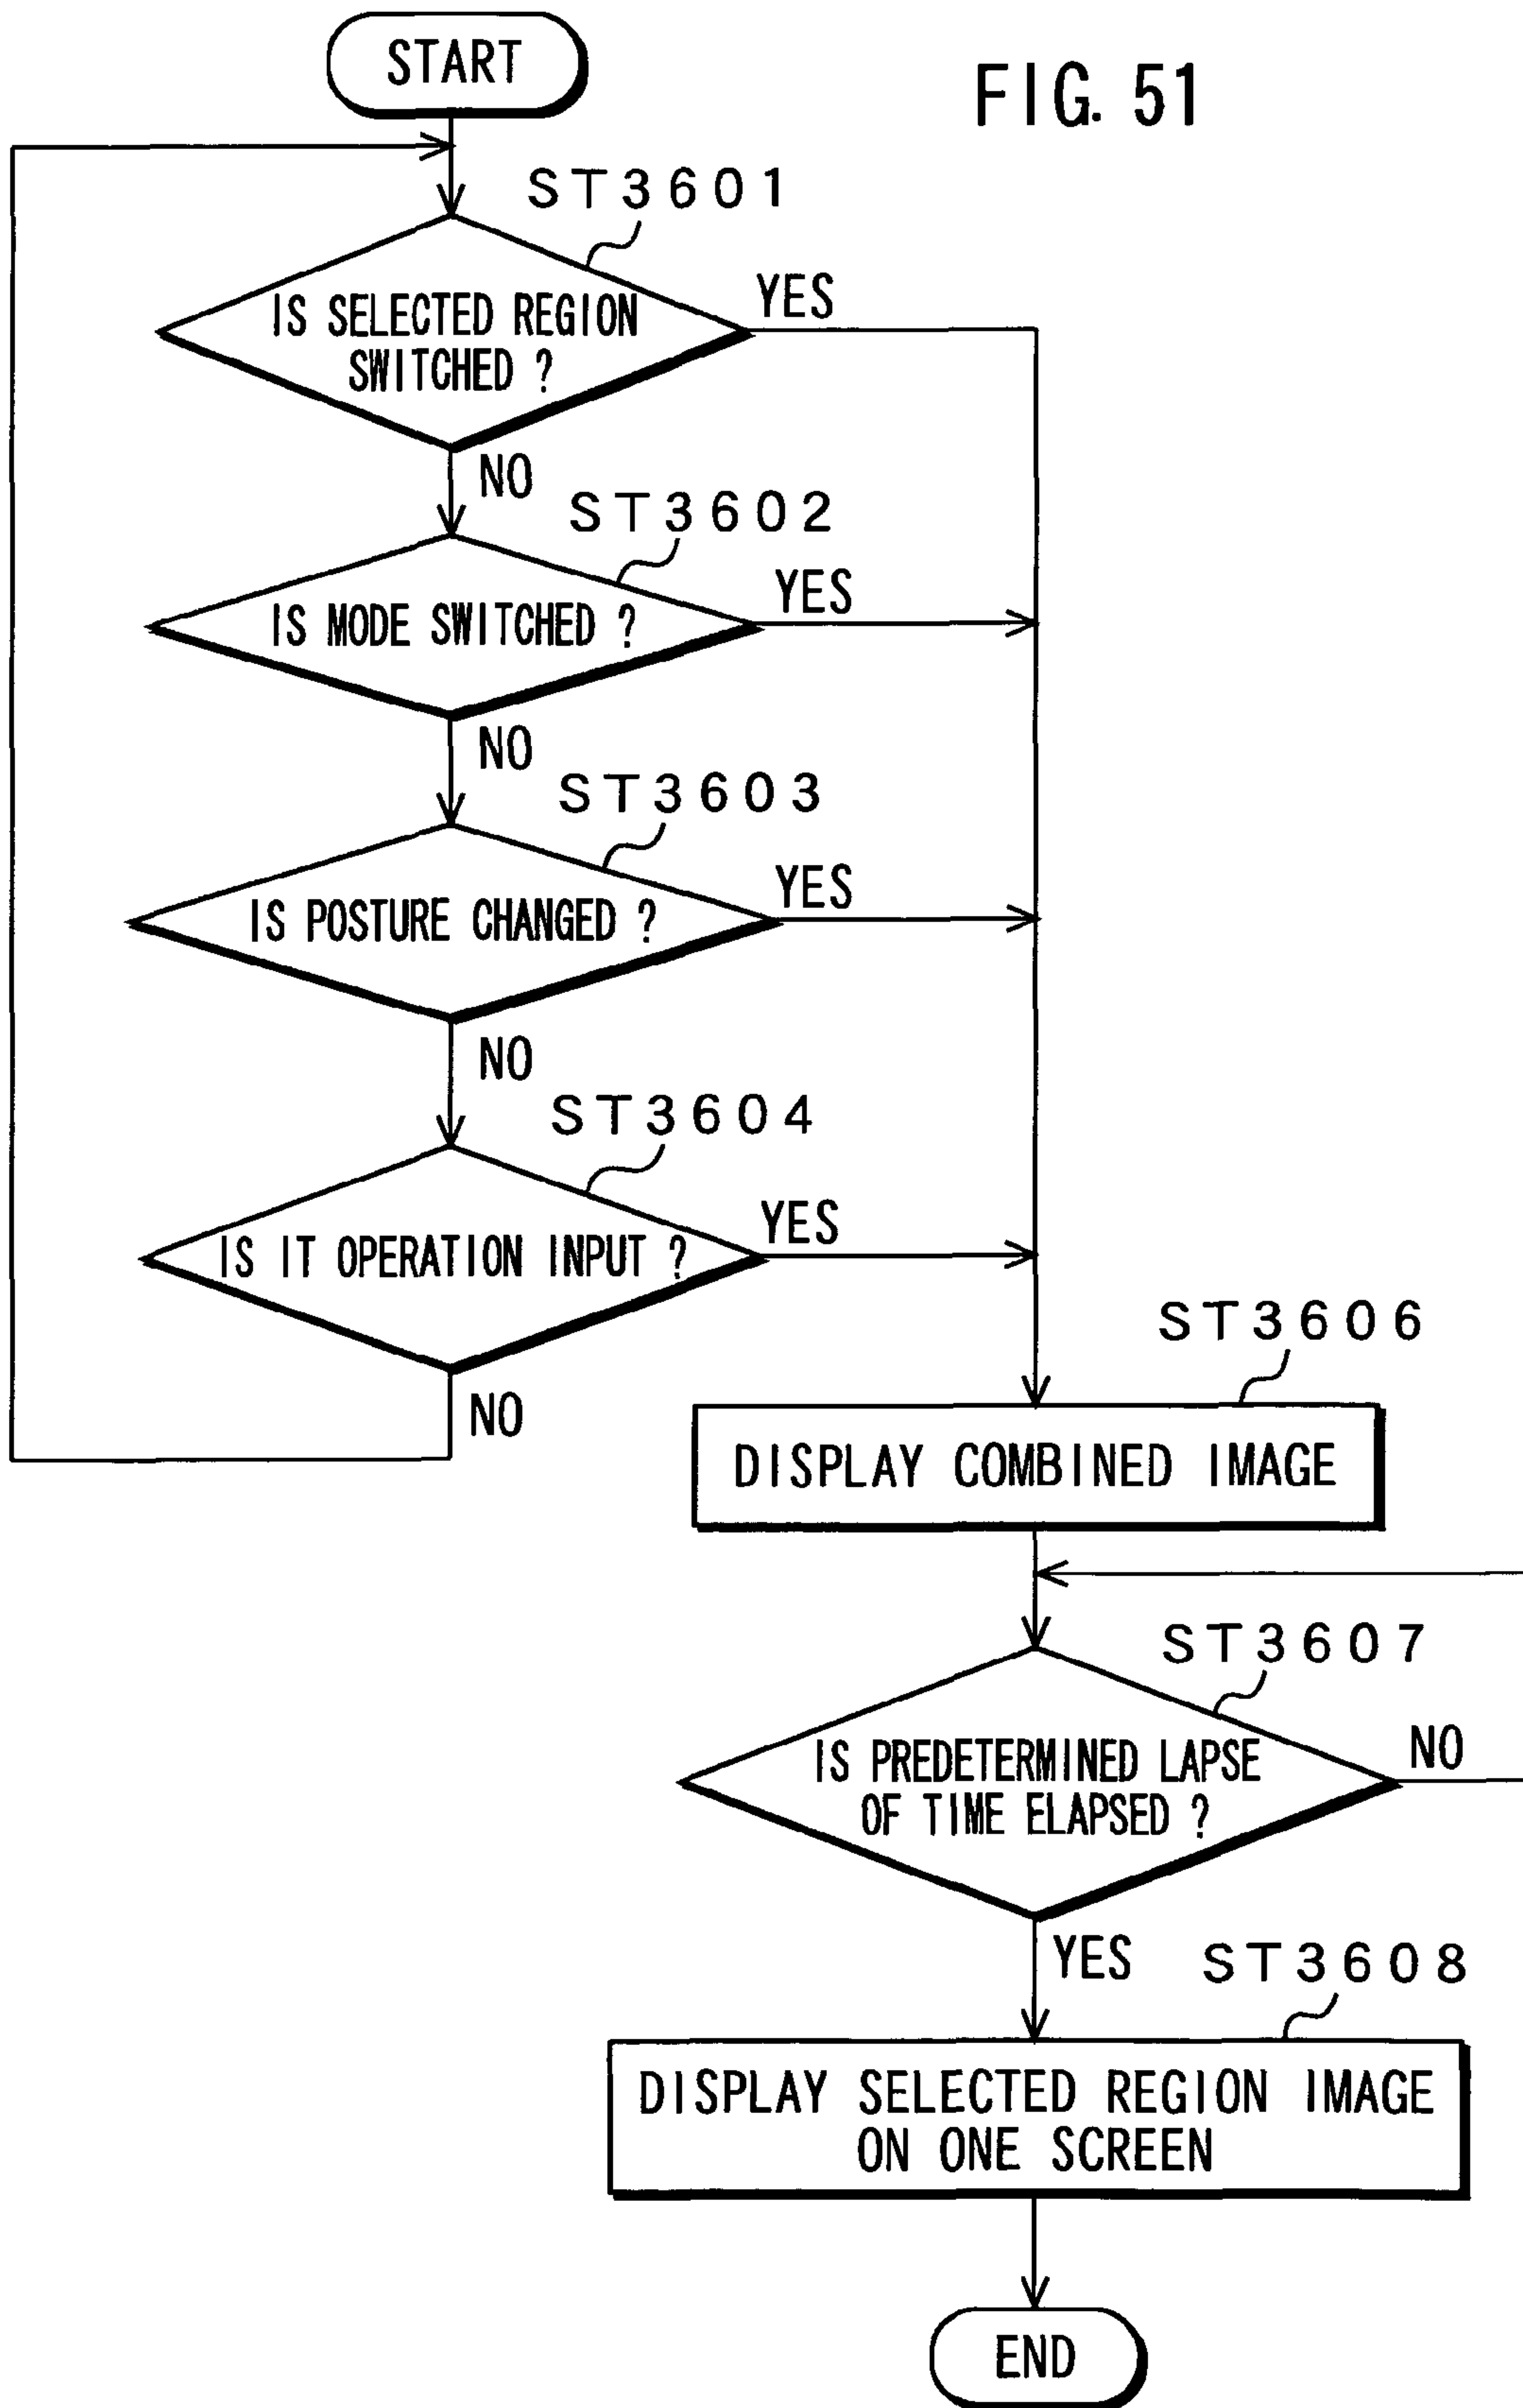 START
FIG. 51
ST3601
IS SELECTED REGION
SWITCHED ?
YES
NO
ST3602
IS MODE SWITCHED ?
YES
NO
ST3603
IS POSTURE CHANGED ?
YES
NO
ST3604
IS IT OPERATION INPUT ?
YES
NO
ST3606
DISPLAY COMBINED IMAGE
ST3607
IS PREDETERMINED LAPSE
OF TIME ELAPSED ?
NO
YES
ST3608
DISPLAY SELECTED REGION IMAGE
ON ONE SCREEN
END